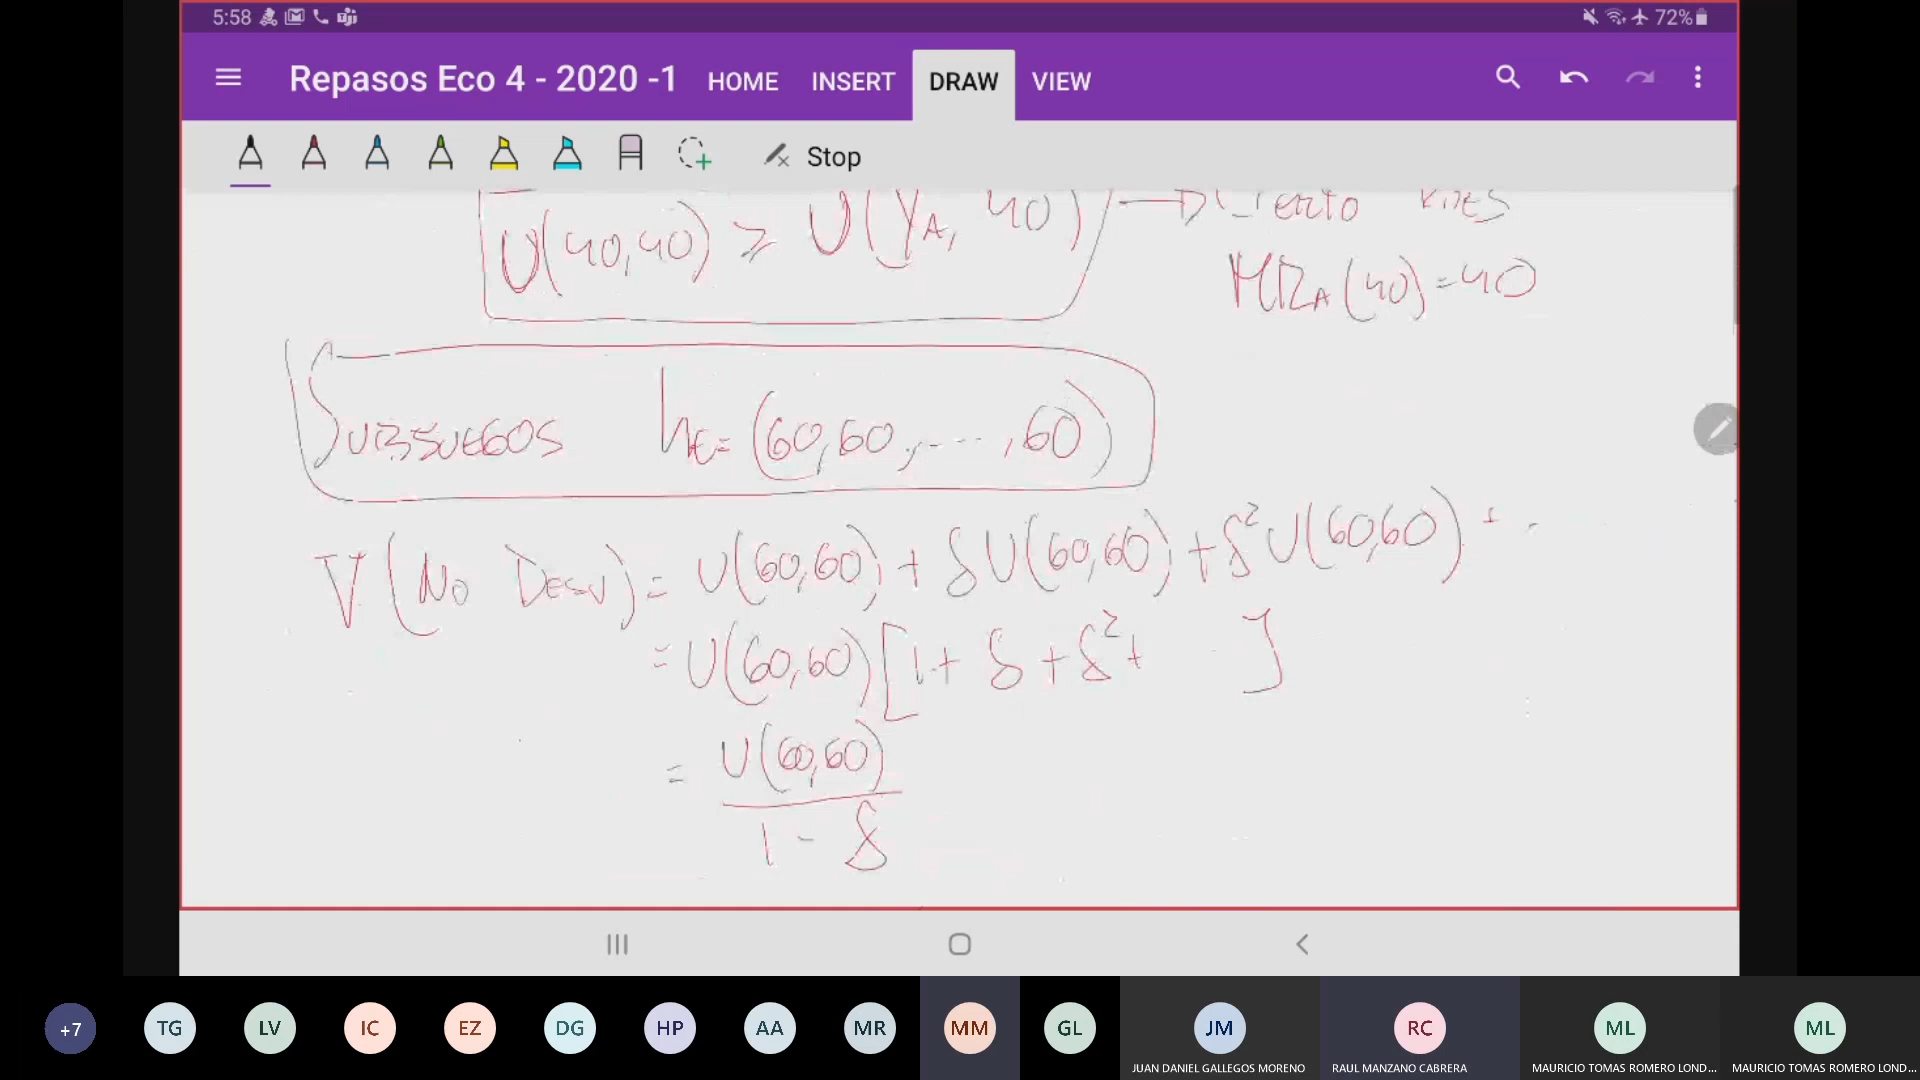 5:58 72%
Repasos Eco 4 - 2020 -1 HOME INSERT DRAW VIEW
Stop
U(40,40) ≥ U(YA, 40)
MRA(40)=40
SUBJUEGOS ht=(60,60,...,60)
V(No Desv)= U(60,60)+ δU(60,60)+δ²U(60,60)+..
=U(60,60)[1+ δ+δ²+ ]
= U(60,60)
1-δ
+7 TG LV IC EZ DG HP AA MR MM GL JM RC ML ML
JUAN DANIEL GALLEGOS MORENO RAUL MANZANO CABRERA MAURICIO TOMAS ROMERO LOND... MAURICIO TOMAS ROMERO LOND...